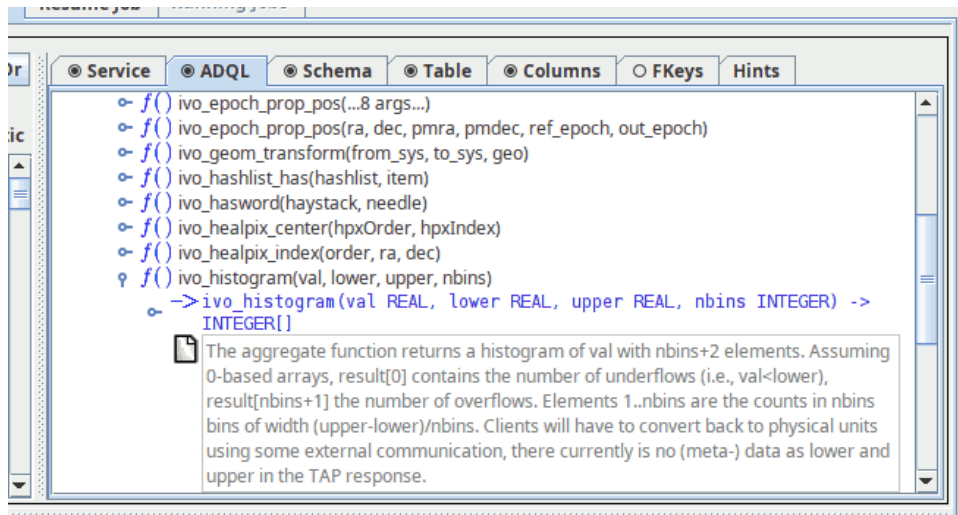 Resume Job Running Jobs
Service ADQL Schema Table Columns FKeys Hints
f() ivo_epoch_prop_pos(...8 args...)
f() ivo_epoch_prop_pos(ra, dec, pmra, pmdec, ref_epoch, out_epoch)
f() ivo_geom_transform(from_sys, to_sys, geo)
f() ivo_hashlist_has(hashlist, item)
f() ivo_hasword(haystack, needle)
f() ivo_healpix_center(hpxOrder, hpxIndex)
f() ivo_healpix_index(order, ra, dec)
f() ivo_histogram(val, lower, upper, nbins)
->ivo_histogram(val REAL, lower REAL, upper REAL, nbins INTEGER) ->
INTEGER[]
The aggregate function returns a histogram of val with nbins+2 elements. Assuming
0-based arrays, result[0] contains the number of underflows (i.e., val<lower),
result[nbins+1] the number of overflows. Elements 1..nbins are the counts in nbins
bins of width (upper-lower)/nbins. Clients will have to convert back to physical units
using some external communication, there currently is no (meta-) data as lower and
upper in the TAP response.